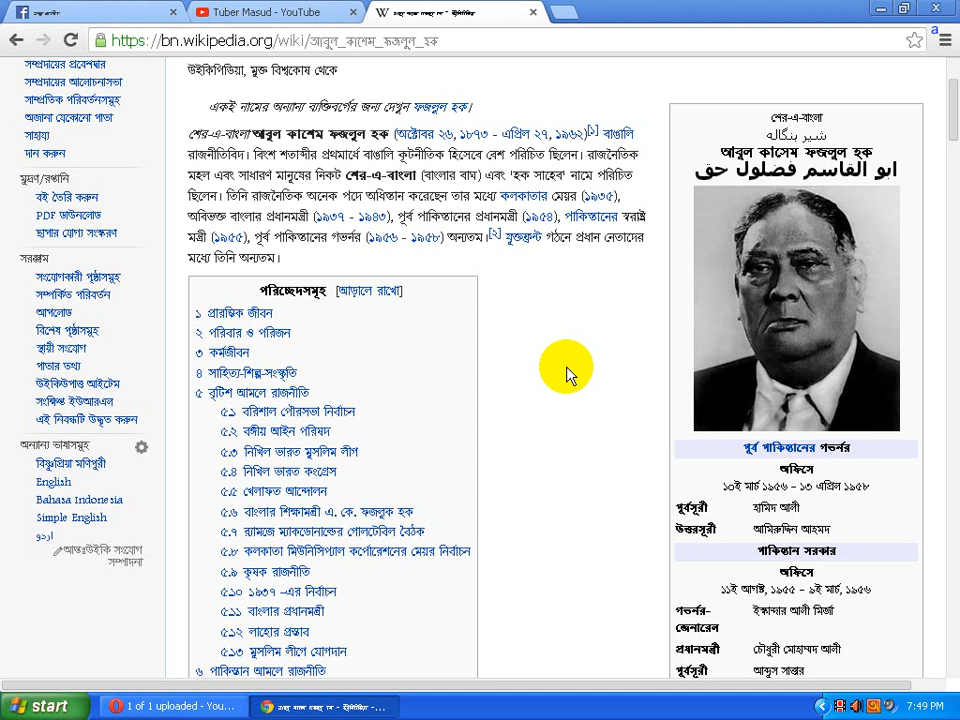 Tuber Masud - YouTube
https://bn.wikipedia.org/wiki/আবুল_কাশেম_ফজলুল_হক
সম্প্রদায়ের প্রবেশদ্বার
সম্প্রদায়ের আলোচনাসভা
সাম্প্রতিক পরিবর্তনসমূহ
অজানা যেকোনো পাতা
সাহায্য
দান করুন
মুদ্রণ/রপ্তানি
বই তৈরি করুন
PDF ডাউনলোড
ছাপার যোগ্য সংস্করণ
সরঞ্জাম
সংযোগকারী পৃষ্ঠাসমূহ
সম্পর্কিত পরিবর্তন
আপলোড
বিশেষ পৃষ্ঠাসমূহ
স্থায়ী সংযোগ
পাতার তথ্য
উইকিউপাত্ত আইটেম
সংক্ষিপ্ত ইউআরএল
এই নিবন্ধটি উদ্ধৃত করুন
অন্যান্য ভাষাসমূহ
বিষ্ণুপ্রিয়া মণিপুরী
English
Bahasa Indonesia
Simple English
اردو
আন্তঃউইকি সংযোগ
সম্পাদনা
উইকিপিডিয়া, মুক্ত বিশ্বকোষ থেকে
একই নামের অন্যান্য ব্যক্তিবর্গের জন্য দেখুন ফজলুল হক।
শের-এ-বাংলা আবুল কাশেম ফজলুল হক (অক্টোবর ২৬, ১৮৭৩ - এপ্রিল ২৭, ১৯৬২)[১] বাঙালি
রাজনীতিবিদ। বিংশ শতাব্দীর প্রথমার্ধে বাঙালি কূটনীতিক হিসেবে বেশ পরিচিত ছিলেন। রাজনৈতিক
মহল এবং সাধারণ মানুষের নিকট শের-এ-বাংলা (বাংলার বাঘ) এবং 'হক সাহেব' নামে পরিচিত
ছিলেন। তিনি রাজনৈতিক অনেক পদে অধিষ্ঠান করেছেন তার মধ্যে কলকাতার মেয়র (১৯৩৫),
অবিভক্ত বাংলার প্রধানমন্ত্রী (১৯৩৭ - ১৯৪৩), পূর্ব পাকিস্তানের প্রধানমন্ত্রী (১৯৫৪), পাকিস্তানের স্বরাষ্ট্র
মন্ত্রী (১৯৫৫), পূর্ব পাকিস্তানের গভর্নর (১৯৫৬ - ১৯৫৮) অন্যতম।[২] যুক্তফ্রন্ট গঠনে প্রধান নেতাদের
মধ্যে তিনি অন্যতম।
পরিচ্ছেদসমূহ [আড়ালে রাখো]
১ প্রারম্ভিক জীবন
২ পরিবার ও পরিজন
৩ কর্মজীবন
৪ সাহিত্য-শিল্প-সংস্কৃতি
৫ বৃটিশ আমলে রাজনীতি
৫.১ বরিশাল পৌরসভা নির্বাচন
৫.২ বঙ্গীয় আইন পরিষদ
৫.৩ নিখিল ভারত মুসলিম লীগ
৫.৪ নিখিল ভারত কংগ্রেস
৫.৫ খেলাফত আন্দোলন
৫.৬ বাংলার শিক্ষামন্ত্রী এ. কে. ফজলুক হক
৫.৭ র‍্যামজে ম্যাকডোনাল্ডের গোলটেবিল বৈঠক
৫.৮ কলকাতা মিউনিসিপ্যাল কর্পোরেশনের মেয়র নির্বাচন
৫.৯ কৃষক রাজনীতি
৫.১০ ১৯৩৭ –এর নির্বাচন
৫.১১ বাংলার প্রধানমন্ত্রী
৫.১২ লাহোর প্রস্তাব
৫.১৩ মুসলিম লীগে যোগদান
৬ পাকিস্তান আমলে রাজনীতি
শের-এ-বাংলা
شیر بنگاله
আবুল কাসেম ফজলুল হক
ابو القاسم فضلول حق
পূর্ব পাকিস্তানের গভর্নর
অফিসে
১০ই মার্চ ১৯৫৬ – ১৩ এপ্রিল ১৯৫৮
পূর্বসূরী হামিদ আলী
উত্তরসূরী আমিরুদ্দিন আহমদ
পাকিস্তান সরকার
অফিসে
১১ই আগষ্ট, ১৯৫৫ – ৯ই মার্চ, ১৯৫৬
গভর্নর-জেনারেল ইস্কান্দার আলী মির্জা
প্রধানমন্ত্রী চৌধুরী মোহাম্মদ আলী
পূর্বসূরী আব্দুস সাত্তার
start
1 of 1 uploaded - You...
7:49 PM